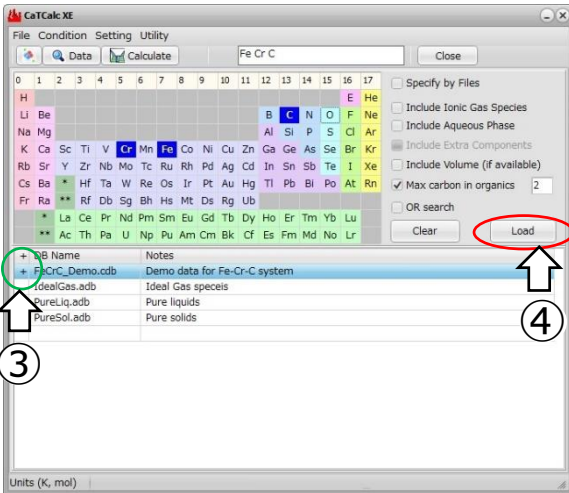 CaTCalc XE
File Condition Setting Utility
Data Calculate Fe Cr C Close
0 1 2 3 4 5 6 7 8 9 10 11 12 13 14 15 16 17
H E He
Li Be B C N O F Ne
Na Mg Al Si P S Cl Ar
K Ca Sc Ti V Cr Mn Fe Co Ni Cu Zn Ga Ge As Se Br Kr
Rb Sr Y Zr Nb Mo Tc Ru Rh Pd Ag Cd In Sn Sb Te I Xe
Cs Ba * Hf Ta W Re Os Ir Pt Au Hg Tl Pb Bi Po At Rn
Fr Ra ** Rf Db Sg Bh Hs Mt Ds Rg Ub
* La Ce Pr Nd Pm Sm Eu Gd Tb Dy Ho Er Tm Yb Lu
** Ac Th Pa U Np Pu Am Cm Bk Cf Es Fm Md No Lr
Specify by Files
Include Ionic Gas Species
Include Aqueous Phase
Include Extra Components
Include Volume (if available)
Max carbon in organics 2
OR search
Clear Load
+ DB Name Notes
+ FeCrC_Demo.cdb Demo data for Fe-Cr-C system
IdealGas.adb Ideal Gas speceis
PureLiq.adb Pure liquids
PureSol.adb Pure solids
③
④
Units (K, mol)